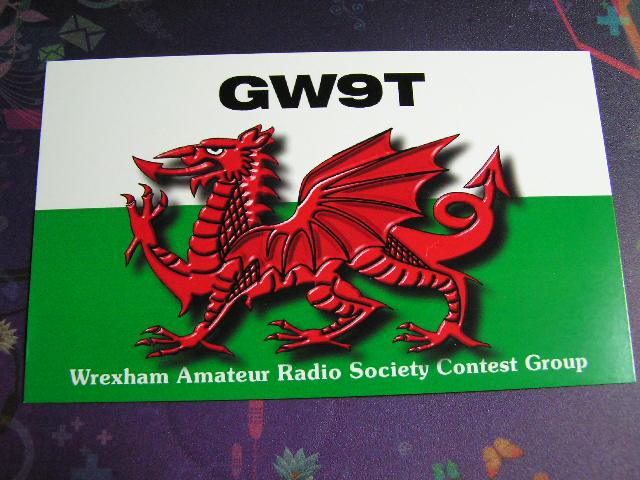 GW9T
Wrexham Amateur Radio Society Contest Group